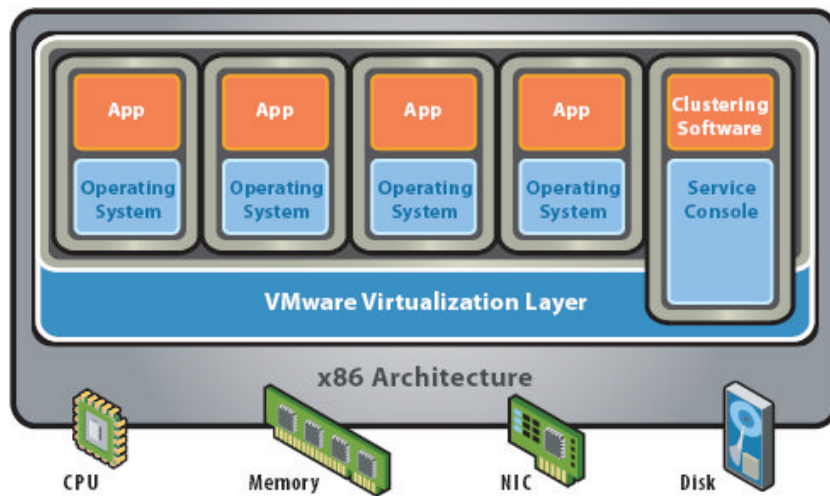 App
App
App
App
Clustering
Software
Operating
System
Operating
System
Operating
System
Operating
System
Service
Console
VMware Virtualization Layer
x86 Architecture
CPU
Memory
NIC
Disk